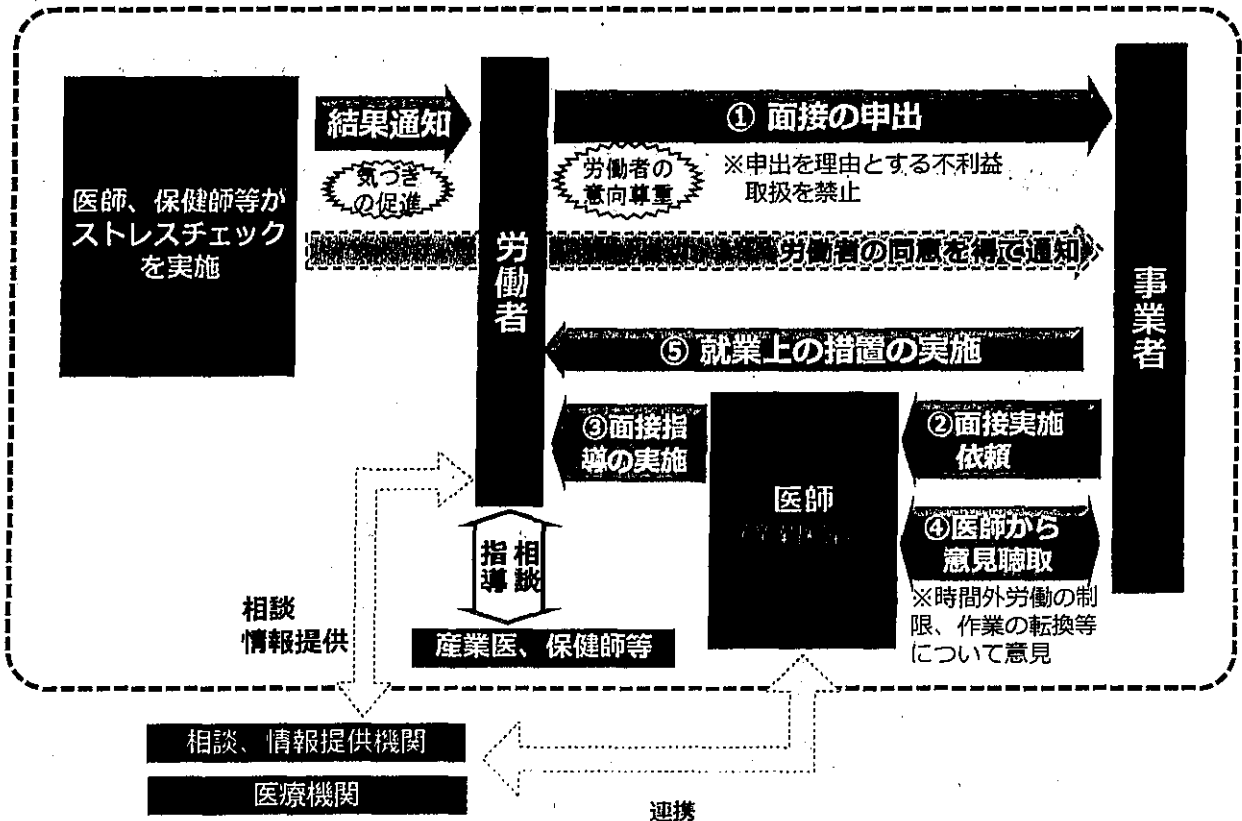 医師、保健師等が
ストレスチェック
を実施
結果通知
気づき
の促進
労働者
① 面接の申出
労働者の
意向尊重
※申出を理由とする不利益
取扱を禁止
労働者の同意を得て通知
事業者
⑤ 就業上の措置の実施
③面接指
導の実施
医師
②面接実施
依頼
④医師から
意見聴取
※時間外労働の制
限、作業の転換等
について意見
指導
相談
産業医、保健師等
相談
情報提供
相談、情報提供機関
医療機関
連携